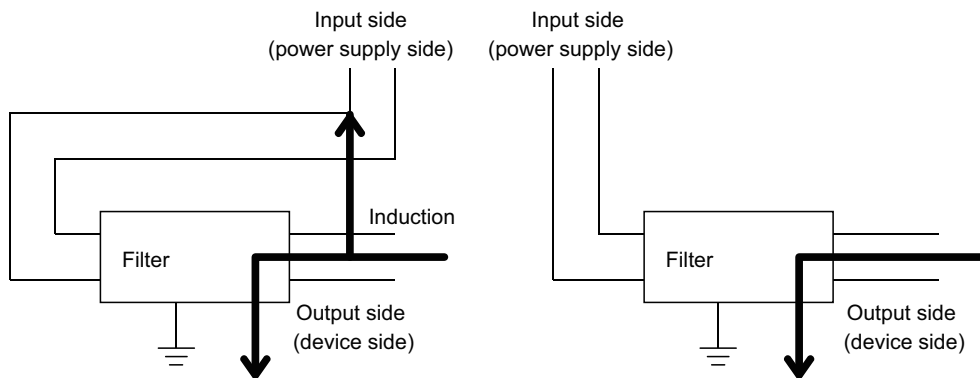 Input side
(power supply side)
Induction
Filter
Output side
(device side)
Input side
(power supply side)
Filter
Output side
(device side)